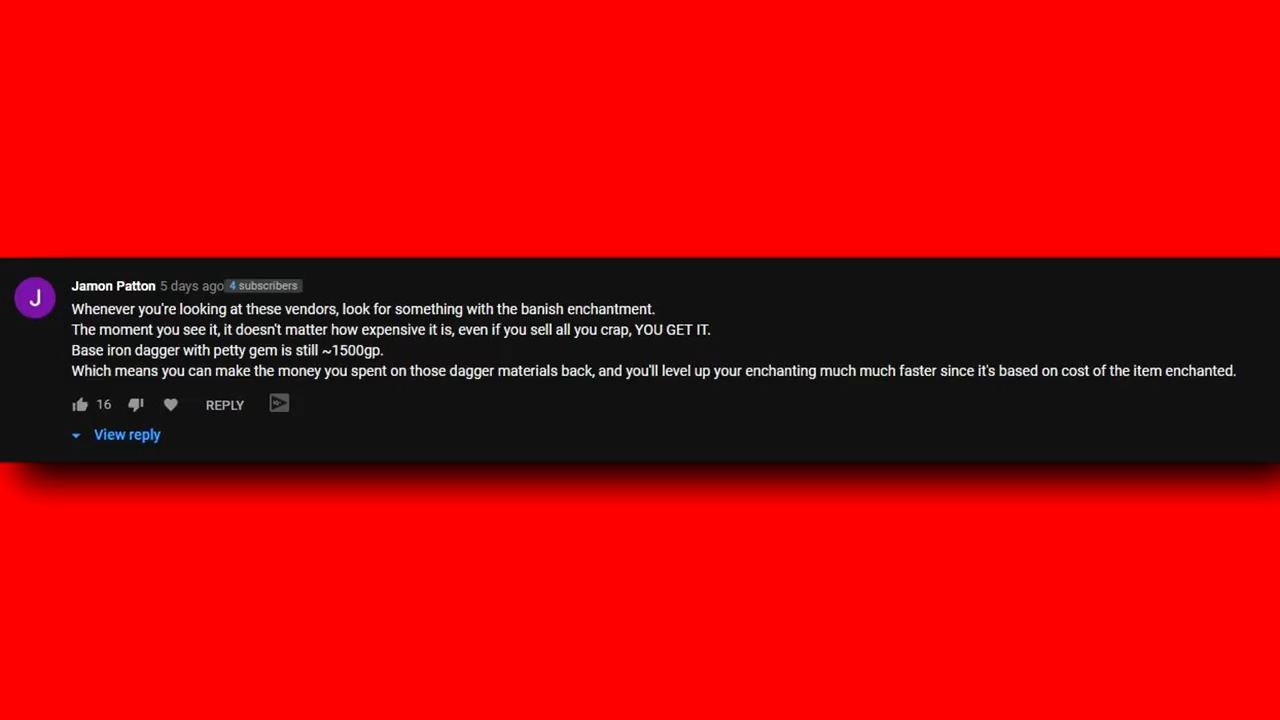 J
Jamon Patton 5 days ago 4 subscribers
Whenever you're looking at these vendors, look for something with the banish enchantment.
The moment you see it, it doesn't matter how expensive it is, even if you sell all you crap, YOU GET IT.
Base iron dagger with petty gem is still ~1500gp.
Which means you can make the money you spent on those dagger materials back, and you'll level up your enchanting much much faster since it's based on cost of the item enchanted.
16 REPLY
View reply